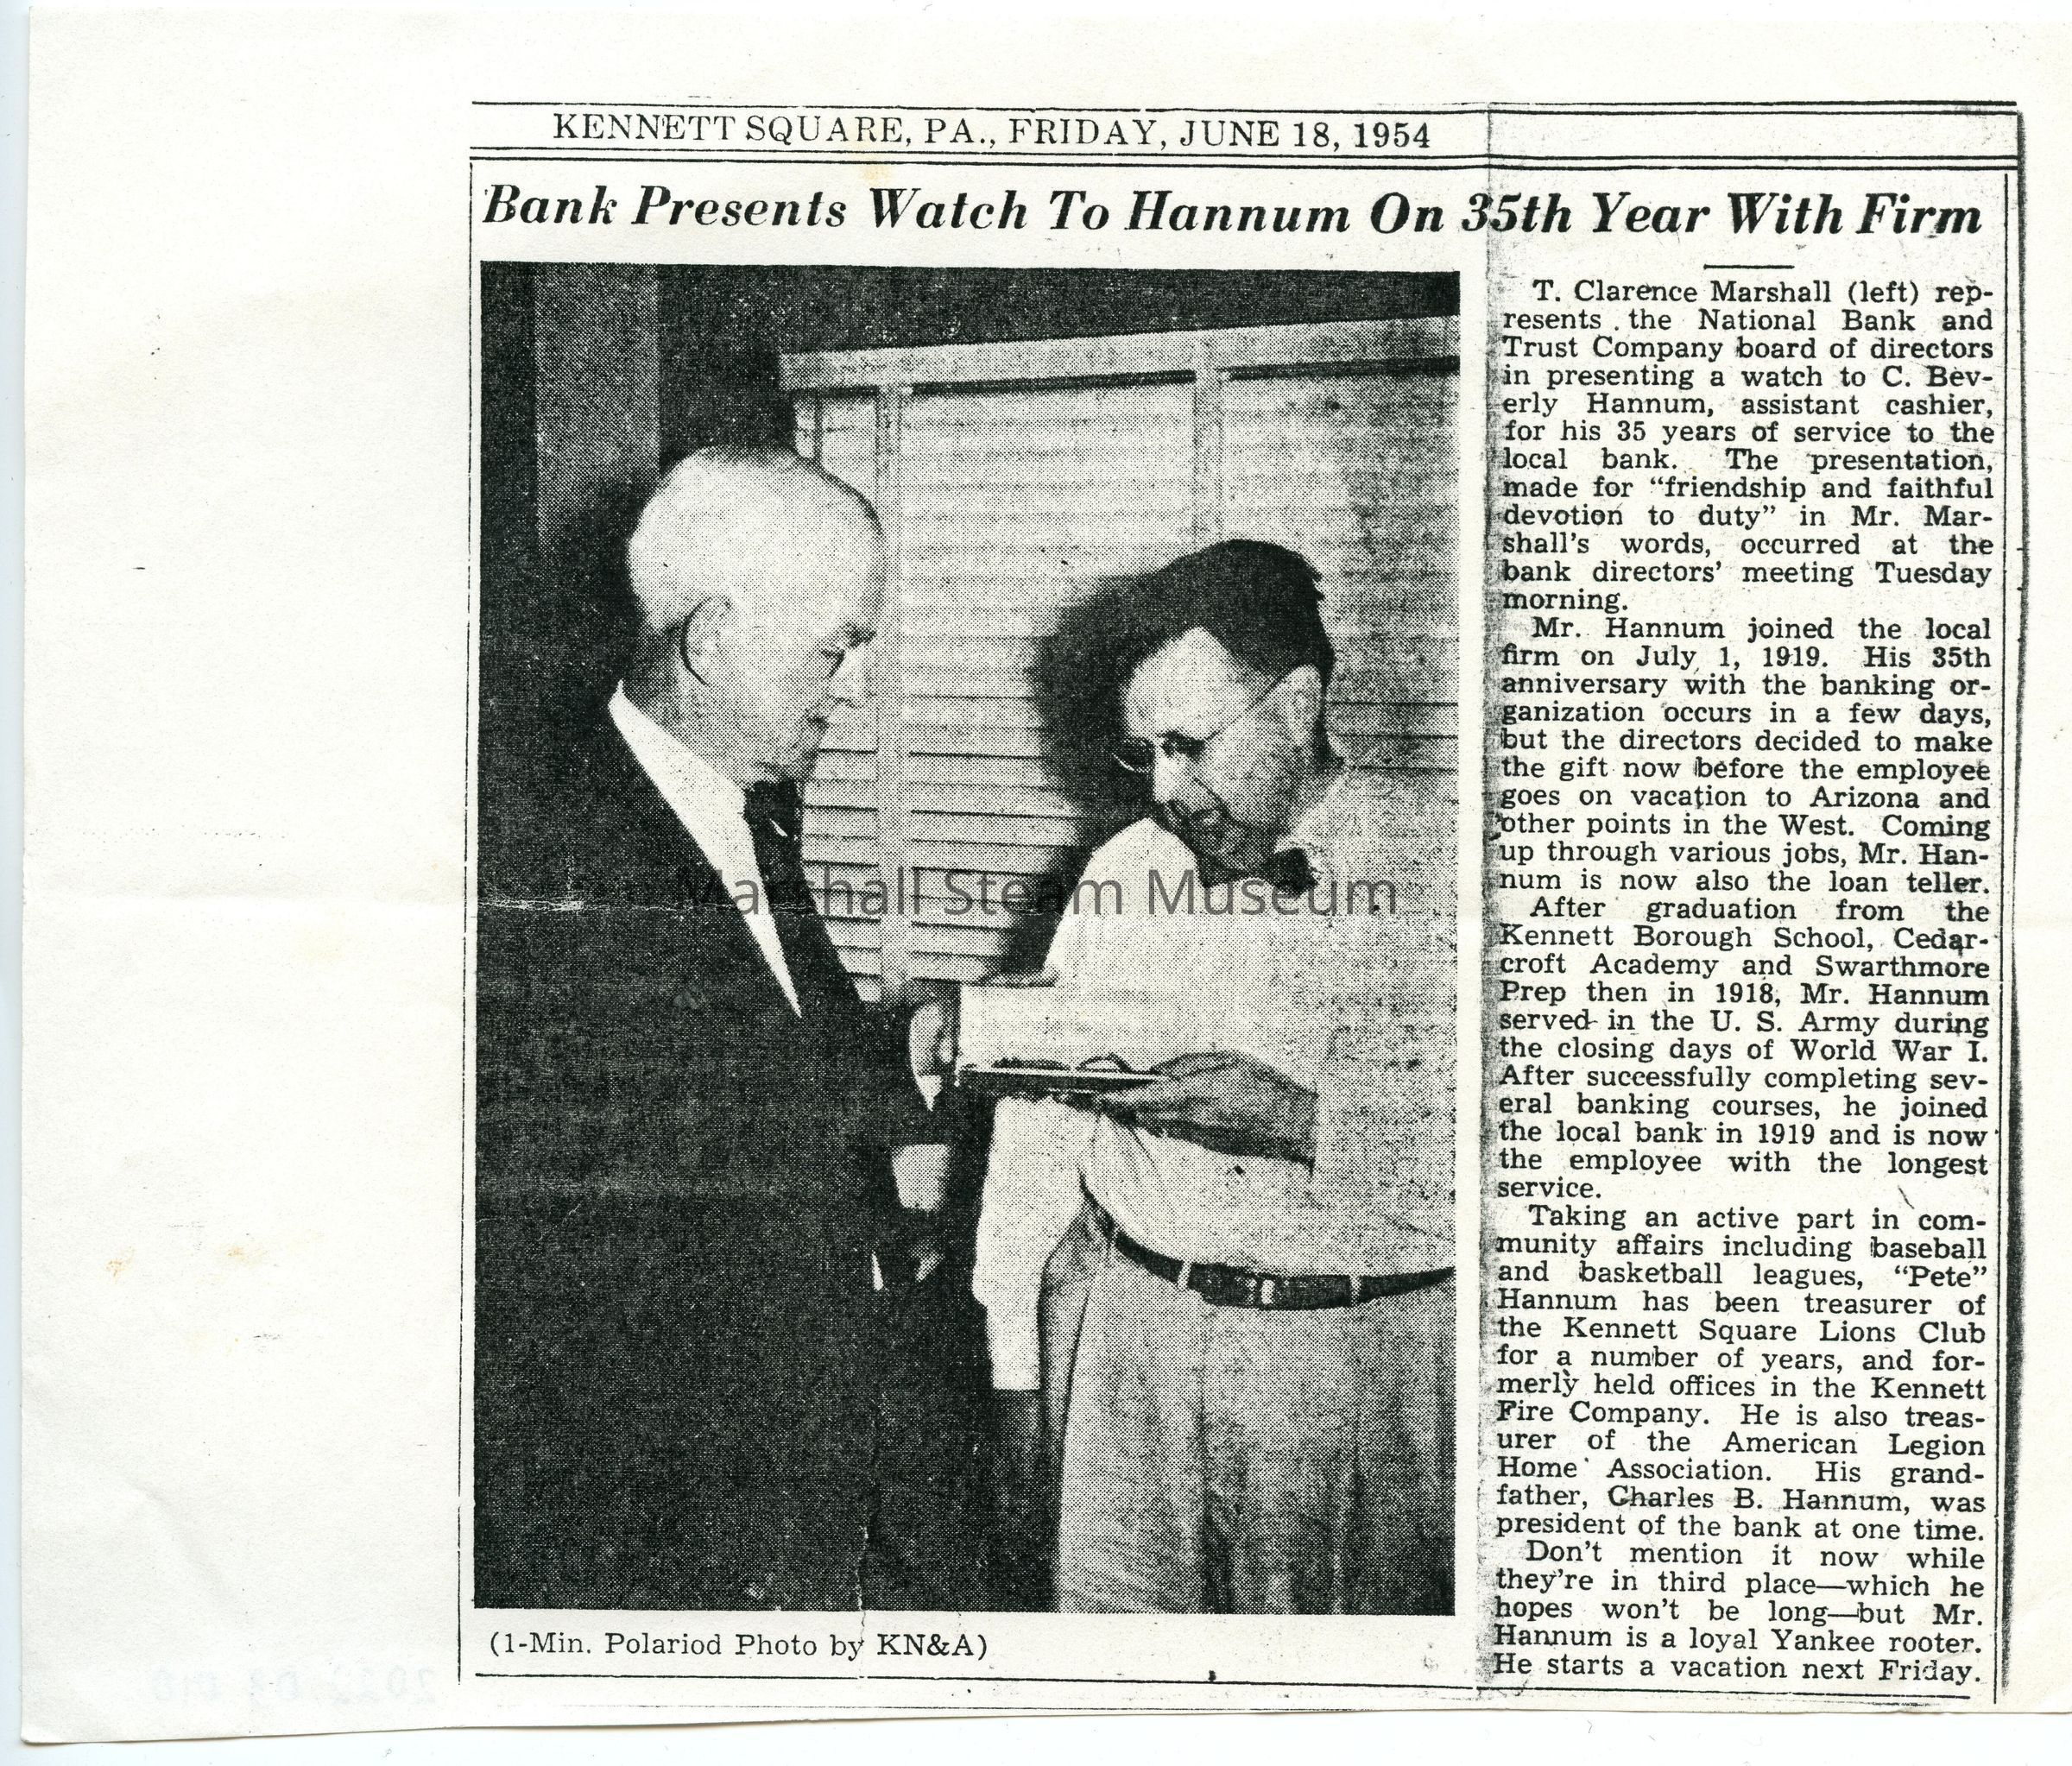 KENNETT SQUARE, PA., FRIDAY, JUNE 18, 1954
Bank Presents Watch To Hannum On 35th Year With Firm
T. Clarence Marshall (left) rep-
resents the National Bank and
Trust Company board of directors
in presenting a watch to C. Bev-
erly Hannum, assistant cashier,
for his 35 years of service to the
local bank. The presentation,
made for “friendship and faithful
devotion to duty” in Mr. Mar-
shall's words, occurred at the
bank directors' meeting Tuesday
morning.
Mr. Hannum joined the local
firm on July 1, 1919. His 35th
anniversary with the banking or-
ganization occurs in a few days,
but the directors decided to make
the gift now before the employee
goes on vacation to Arizona and
other points in the West. Coming
up through various jobs, Mr. Han-
num is now also the loan teller.
After graduation from the
Kennett Borough School, Cedar-
croft Academy and Swarthmore
Prep then in 1918, Mr. Hannum
served in the U. S. Army during
the closing days of World War I.
After successfully completing sev-
eral banking courses, he joined
the local bank in 1919 and is now
the employee with the longest
service.
Taking an active part in com-
munity affairs including baseball
and basketball leagues, “Pete”
Hannum has been treasurer of
the Kennett Square Lions Club
for a number of years, and for-
merly held offices in the Kennett
Fire Company. He is also treas-
urer of the American Legion
Home Association. His grand-
father, Charles B. Hannum, was
president of the bank at one time.
Don't mention it now while
they're in third place—which he
hopes won't be long—but Mr.
Hannum is a loyal Yankee rooter.
He starts a vacation next Friday.
(1-Min. Polariod Photo by KN&A)
Marshall Steam Museum